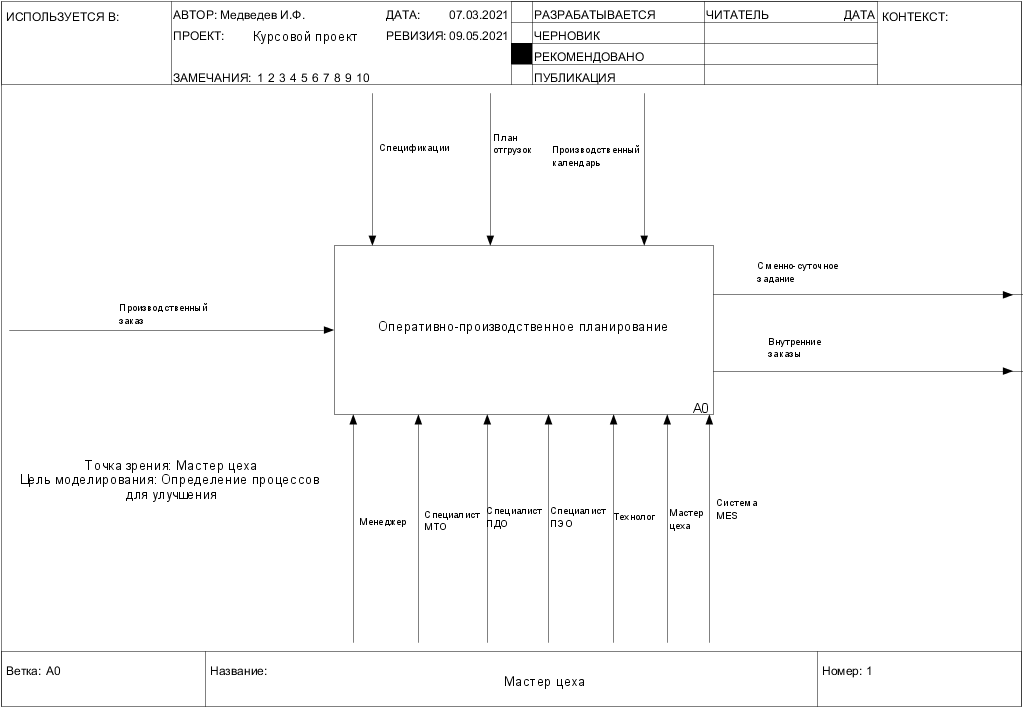 ИСПОЛЬЗУЕТСЯ В:
АВТОР: Медведев И.Ф.
ДАТА: 07.03.2021
РАЗРАБАТЫВАЕТСЯ
ЧИТАТЕЛЬ
ДАТА
КОНТЕКСТ:
ПРОЕКТ: Курсовой проект
РЕВИЗИЯ: 09.05.2021
ЧЕРНОВИК
РЕКОМЕНДОВАНО
ЗАМЕЧАНИЯ: 1 2 3 4 5 6 7 8 9 10
ПУБЛИКАЦИЯ
Спецификации
План
отгрузок
Производственный
календарь
Производственный
заказ
Оперативно-производственное планирование
A0
Сменно-суточное
задание
Внутренние
заказы
Точка зрения: Мастер цеха
Цель моделирования: Определение процессов
для улучшения
Менеджер
Специалист
МТО
Специалист
ПДО
Специалист
ПЭО
Технолог
Мастер
цеха
Система
MES
Ветка: A0
Название:
Мастер цеха
Номер: 1